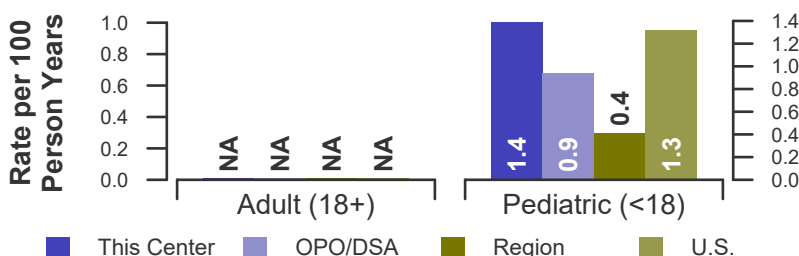 Rate per 100
Person Years
1.0
0.8
0.6
0.4
0.2
0.0
NA NA NA NA
1.4 0.9 0.4 1.3
1.4
1.2
1.0
0.8
0.6
0.4
0.2
0.0
Adult (18+) Pediatric (<18)
This Center OPO/DSA Region U.S.